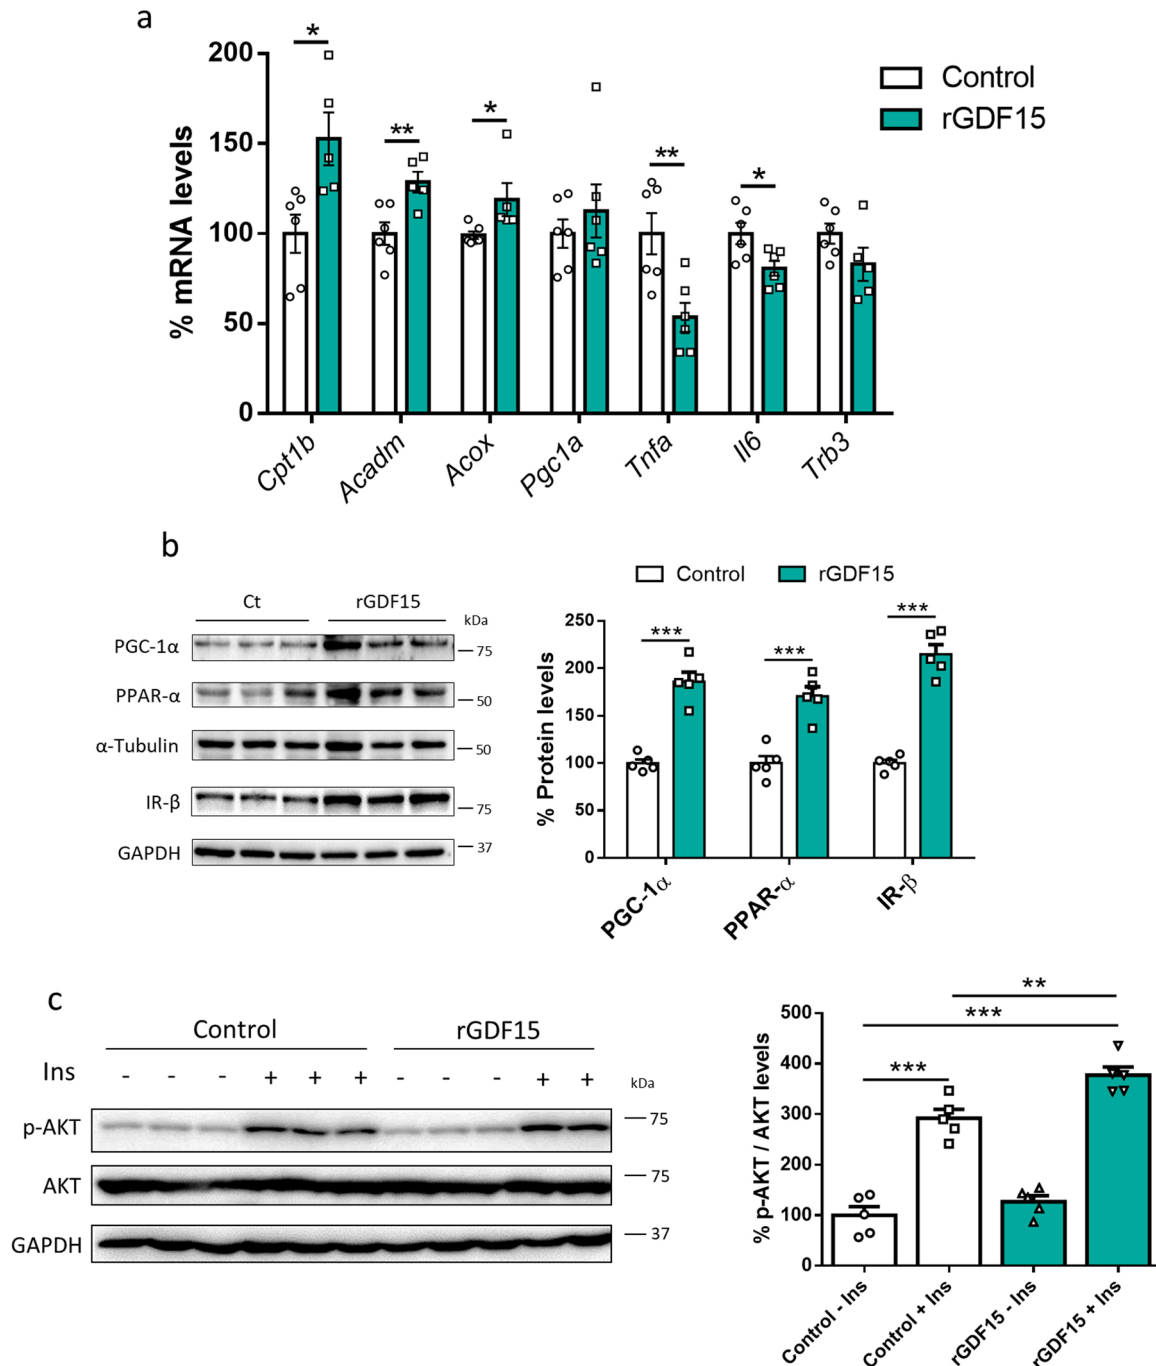 a
% mRNA levels
200
150
100
50
0
* ** * ** *
Control
rGDF15
Cpt1b Acadm Acox Pgc1a Tnfa Il6 Trb3
b
Ct rGDF15
kDa
PGC-1α 75
PPAR-α 50
α-Tubulin 50
IR-β 75
GAPDH 37
Control rGDF15
% Protein levels
250
200
150
100
50
0
*** *** ***
PGC-1α PPAR-α IR-β
c
Control rGDF15
Ins - - - + + + - - - + +
kDa
p-AKT 75
AKT 75
GAPDH 37
% p-AKT / AKT levels
500
400
300
200
100
0
**
***
***
Control - Ins Control + Ins rGDF15 - Ins rGDF15 + Ins